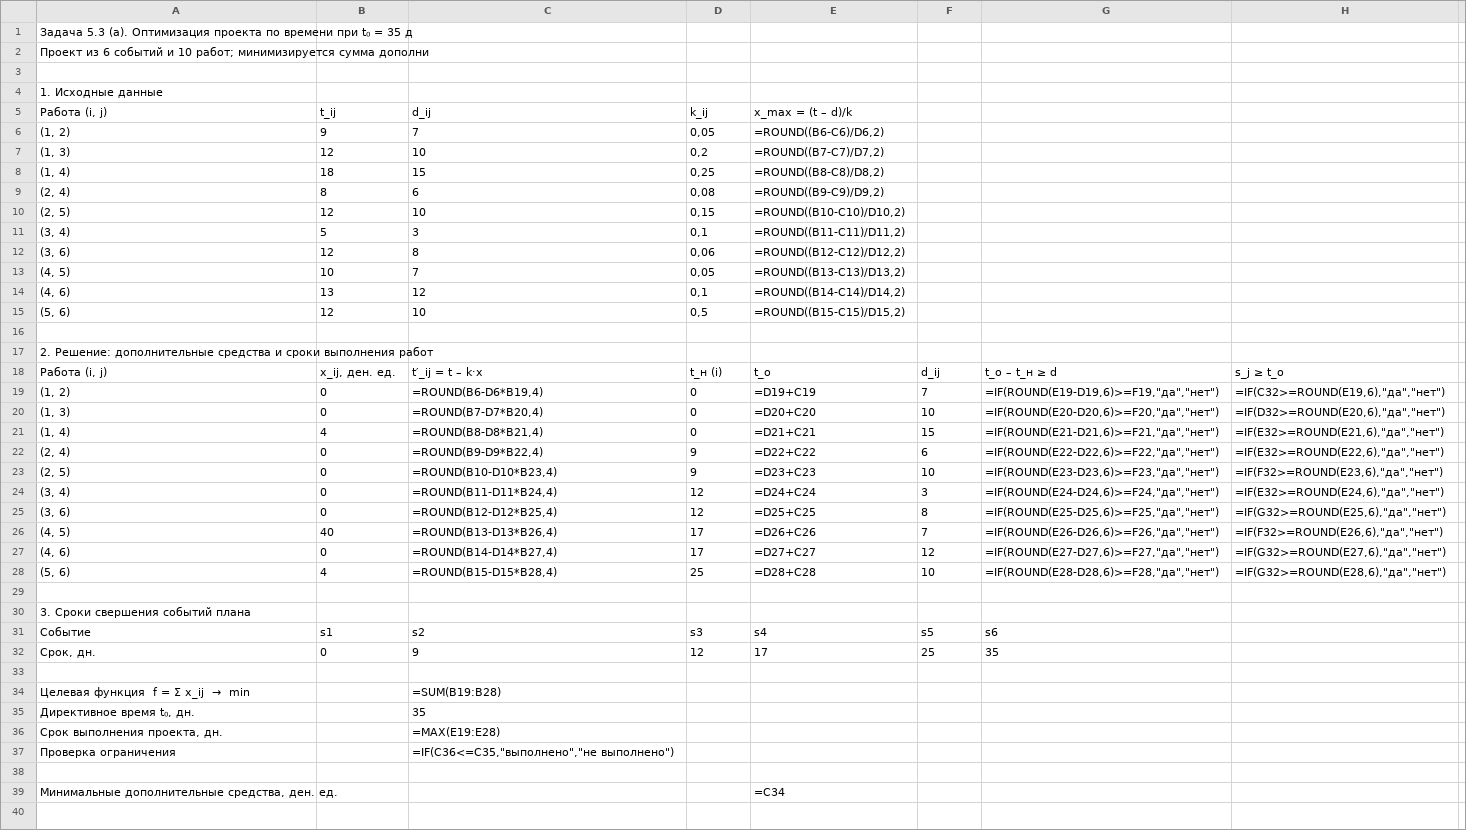 A B C D E F G H
1 Задача 5.3 (а). Оптимизация проекта по времени при t₀ = 35 д
2 Проект из 6 событий и 10 работ; минимизируется сумма дополни
3
4 1. Исходные данные
5 Работа (i, j) t_ij d_ij k_ij x_max = (t – d)/k
6 (1, 2) 9 7 0,05 =ROUND((B6-C6)/D6,2)
7 (1, 3) 12 10 0,2 =ROUND((B7-C7)/D7,2)
8 (1, 4) 18 15 0,25 =ROUND((B8-C8)/D8,2)
9 (2, 4) 8 6 0,08 =ROUND((B9-C9)/D9,2)
10 (2, 5) 12 10 0,15 =ROUND((B10-C10)/D10,2)
11 (3, 4) 5 3 0,1 =ROUND((B11-C11)/D11,2)
12 (3, 6) 12 8 0,06 =ROUND((B12-C12)/D12,2)
13 (4, 5) 10 7 0,05 =ROUND((B13-C13)/D13,2)
14 (4, 6) 13 12 0,1 =ROUND((B14-C14)/D14,2)
15 (5, 6) 12 10 0,5 =ROUND((B15-C15)/D15,2)
16
17 2. Решение: дополнительные средства и сроки выполнения работ
18 Работа (i, j) x_ij, ден. ед. t′_ij = t – k·x t_н (i) t_о d_ij t_о – t_н ≥ d s_j ≥ t_о
19 (1, 2) 0 =ROUND(B6-D6*B19,4) 0 =D19+C19 7 =IF(ROUND(E19-D19,6)>=F19,"да","нет") =IF(C32>=ROUND(E19,6),"да","нет")
20 (1, 3) 0 =ROUND(B7-D7*B20,4) 0 =D20+C20 10 =IF(ROUND(E20-D20,6)>=F20,"да","нет") =IF(D32>=ROUND(E20,6),"да","нет")
21 (1, 4) 4 =ROUND(B8-D8*B21,4) 0 =D21+C21 15 =IF(ROUND(E21-D21,6)>=F21,"да","нет") =IF(E32>=ROUND(E21,6),"да","нет")
22 (2, 4) 0 =ROUND(B9-D9*B22,4) 9 =D22+C22 6 =IF(ROUND(E22-D22,6)>=F22,"да","нет") =IF(E32>=ROUND(E22,6),"да","нет")
23 (2, 5) 0 =ROUND(B10-D10*B23,4) 9 =D23+C23 10 =IF(ROUND(E23-D23,6)>=F23,"да","нет") =IF(F32>=ROUND(E23,6),"да","нет")
24 (3, 4) 0 =ROUND(B11-D11*B24,4) 12 =D24+C24 3 =IF(ROUND(E24-D24,6)>=F24,"да","нет") =IF(E32>=ROUND(E24,6),"да","нет")
25 (3, 6) 0 =ROUND(B12-D12*B25,4) 12 =D25+C25 8 =IF(ROUND(E25-D25,6)>=F25,"да","нет") =IF(G32>=ROUND(E25,6),"да","нет")
26 (4, 5) 40 =ROUND(B13-D13*B26,4) 17 =D26+C26 7 =IF(ROUND(E26-D26,6)>=F26,"да","нет") =IF(F32>=ROUND(E26,6),"да","нет")
27 (4, 6) 0 =ROUND(B14-D14*B27,4) 17 =D27+C27 12 =IF(ROUND(E27-D27,6)>=F27,"да","нет") =IF(G32>=ROUND(E27,6),"да","нет")
28 (5, 6) 4 =ROUND(B15-D15*B28,4) 25 =D28+C28 10 =IF(ROUND(E28-D28,6)>=F28,"да","нет") =IF(G32>=ROUND(E28,6),"да","нет")
29
30 3. Сроки свершения событий плана
31 Событие s1 s2 s3 s4 s5 s6
32 Срок, дн. 0 9 12 17 25 35
33
34 Целевая функция f = Σ x_ij → min =SUM(B19:B28)
35 Директивное время t₀, дн. 35
36 Срок выполнения проекта, дн. =MAX(E19:E28)
37 Проверка ограничения =IF(C36<=C35,"выполнено","не выполнено")
38
39 Минимальные дополнительные средства, ден. ед. =C34
40